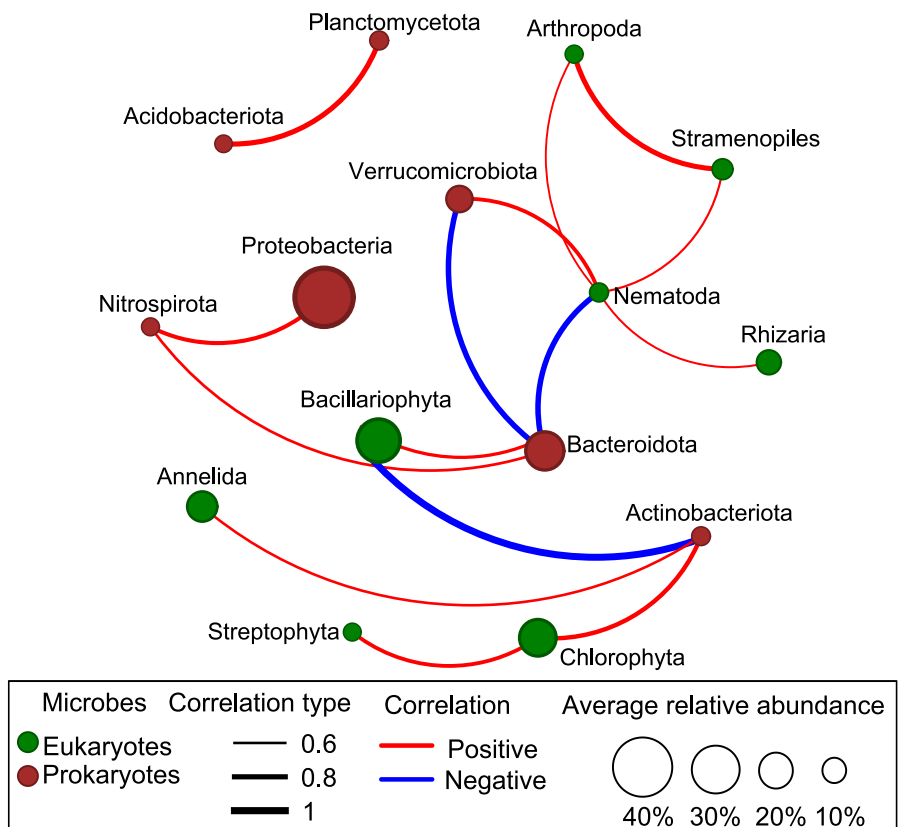 Planctomycetota
Arthropoda
Acidobacteriota
Stramenopiles
Verrucomicrobiota
Proteobacteria
Nitrospirota
Nematoda
Rhizaria
Bacillariophyta
Bacteroidota
Annelida
Actinobacteriota
Streptophyta
Chlorophyta
Microbes
Eukaryotes
Prokaryotes
Correlation type
0.6
0.8
1
Correlation
Positive
Negative
Average relative abundance
40% 30% 20% 10%